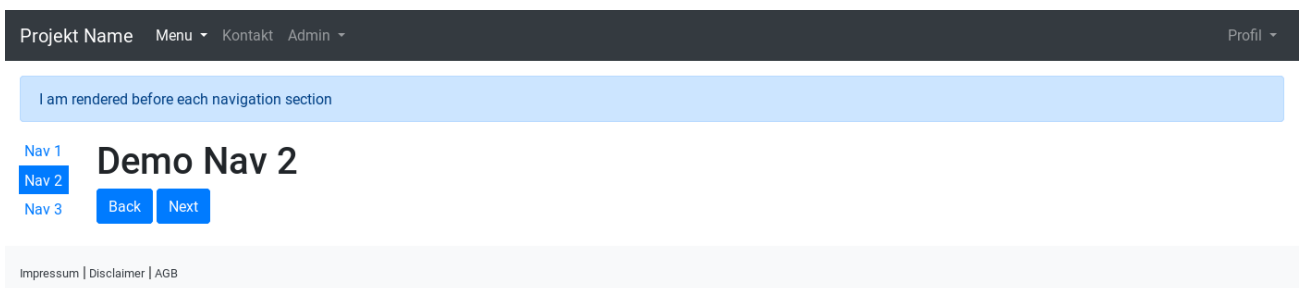 Projekt Name Menu Kontakt Admin Profil
I am rendered before each navigation section
Nav 1
Nav 2
Nav 3
Demo Nav 2
Back Next
Impressum | Disclaimer | AGB